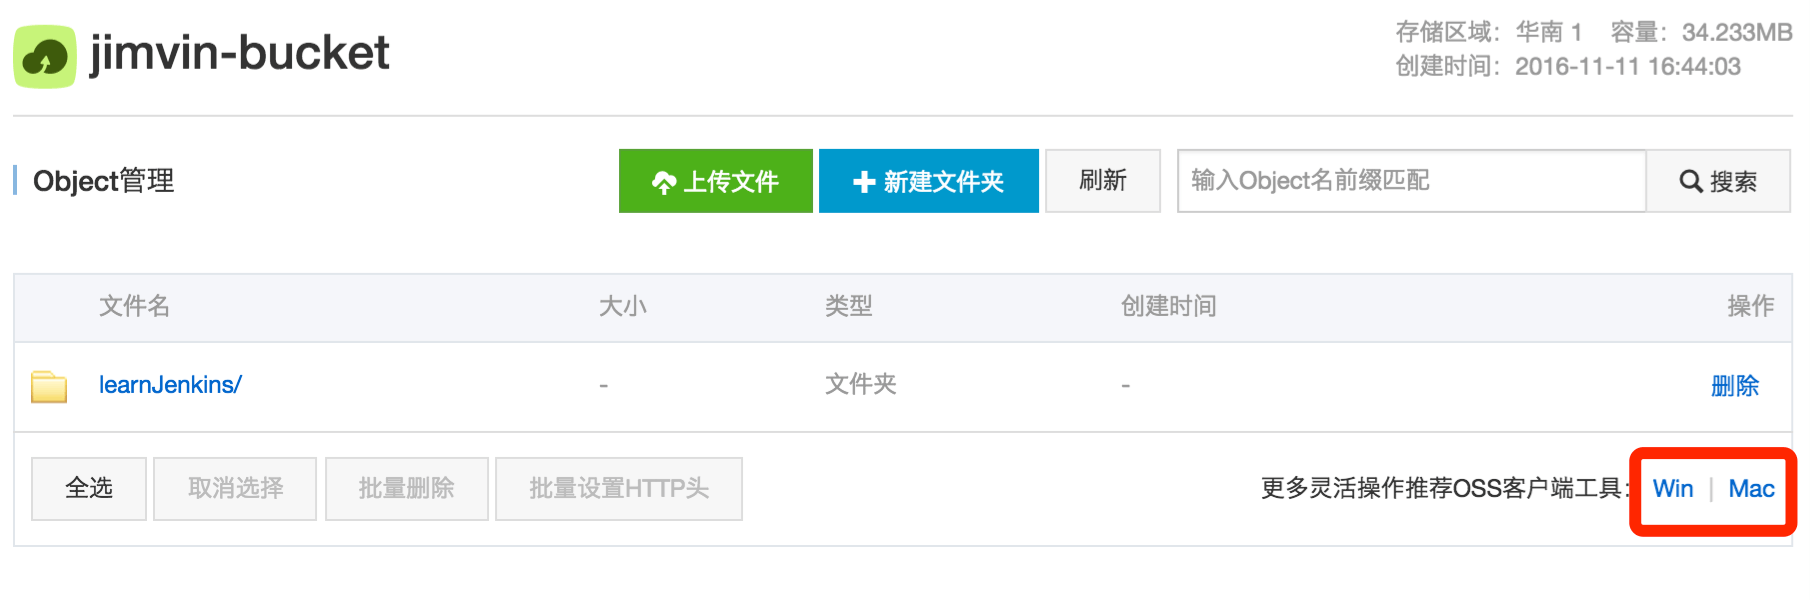 jimvin-bucket
存储区域：华南 1 容量：34.233MB
创建时间：2016-11-11 16:44:03
Object管理 上传文件 新建文件夹 刷新 输入Object名前缀匹配 搜索
文件名 大小 类型 创建时间 操作
learnJenkins/ - 文件夹 - 删除
全选 取消选择 批量删除 批量设置HTTP头 更多灵活操作推荐OSS客户端工具：Win | Mac